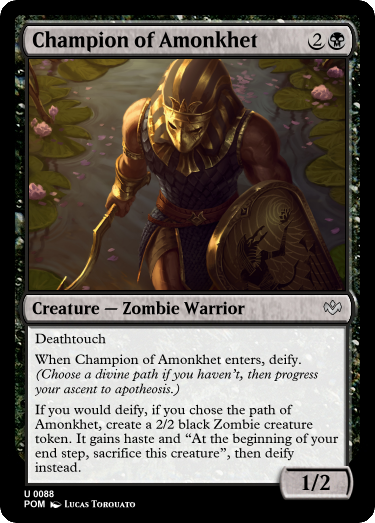 Champion of Amonkhet 2
Creature — Zombie Warrior
Deathtouch
When Champion of Amonkhet enters, deify.
(Choose a divine path if you haven't, then progress
your ascent to apotheosis.)
If you would deify, if you chose the path of
Amonkhet, create a 2/2 black Zombie creature
token. It gains haste and “At the beginning of your
end step, sacrifice this creature”, then deify
instead.
1/2
U 0088
POM Lucas Torquato